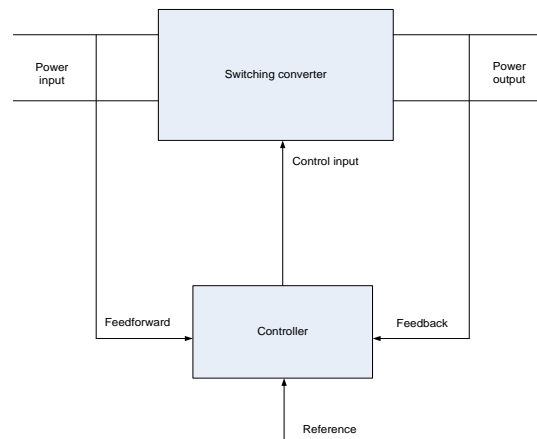 Power
input
Switching converter
Power
output
Control input
Feedforward
Controller
Feedback
Reference